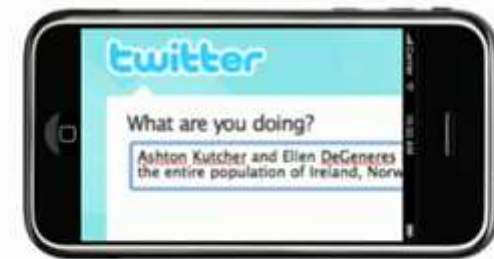 twitter
What are you doing?
Ashton Kutcher and Ellen DeGeneres
the entire population of Ireland, Norw